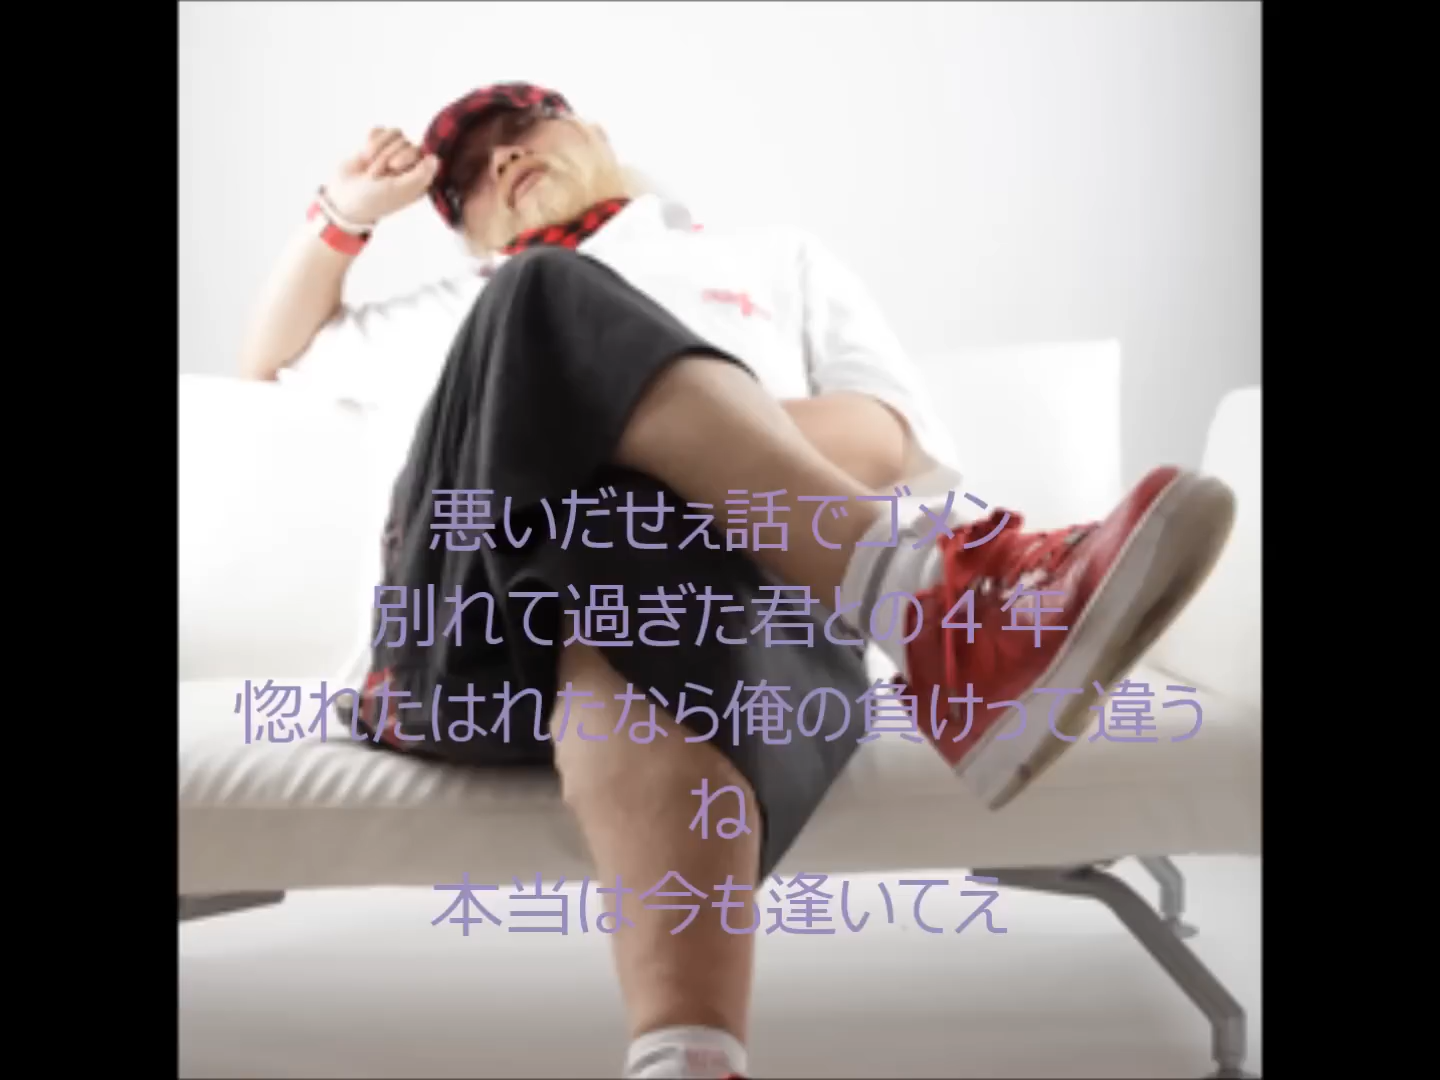 悪いだせぇ話でゴメン
別れて過ぎた君との４年
惚れたはれたなら俺の負けって違う
ね
本当は今も逢いてえ